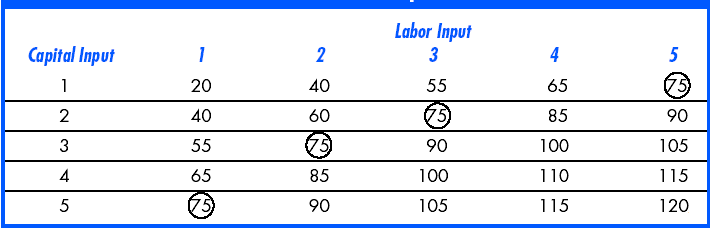 Labor Input
Capital Input 1 2 3 4 5
1 20 40 55 65 75
2 40 60 75 85 90
3 55 75 90 100 105
4 65 85 100 110 115
5 75 90 105 115 120